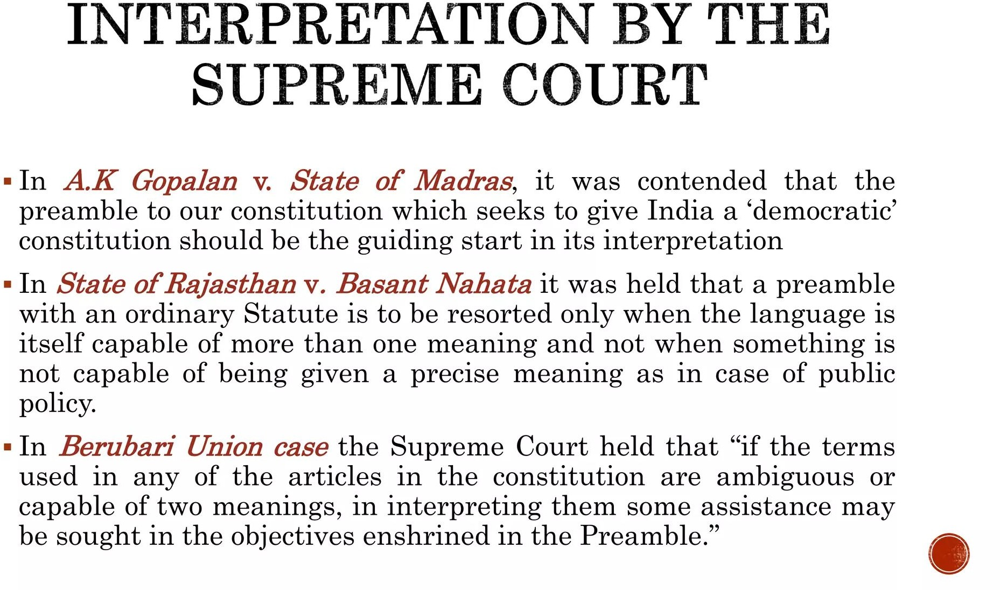 INTERPRETATION BY THE
SUPREME COURT
▪ In A.K Gopalan v. State of Madras, it was contended that the
preamble to our constitution which seeks to give India a ‘democratic’
constitution should be the guiding start in its interpretation
▪ In State of Rajasthan v. Basant Nahata it was held that a preamble
with an ordinary Statute is to be resorted only when the language is
itself capable of more than one meaning and not when something is
not capable of being given a precise meaning as in case of public
policy.
▪ In Berubari Union case the Supreme Court held that “if the terms
used in any of the articles in the constitution are ambiguous or
capable of two meanings, in interpreting them some assistance may
be sought in the objectives enshrined in the Preamble.”